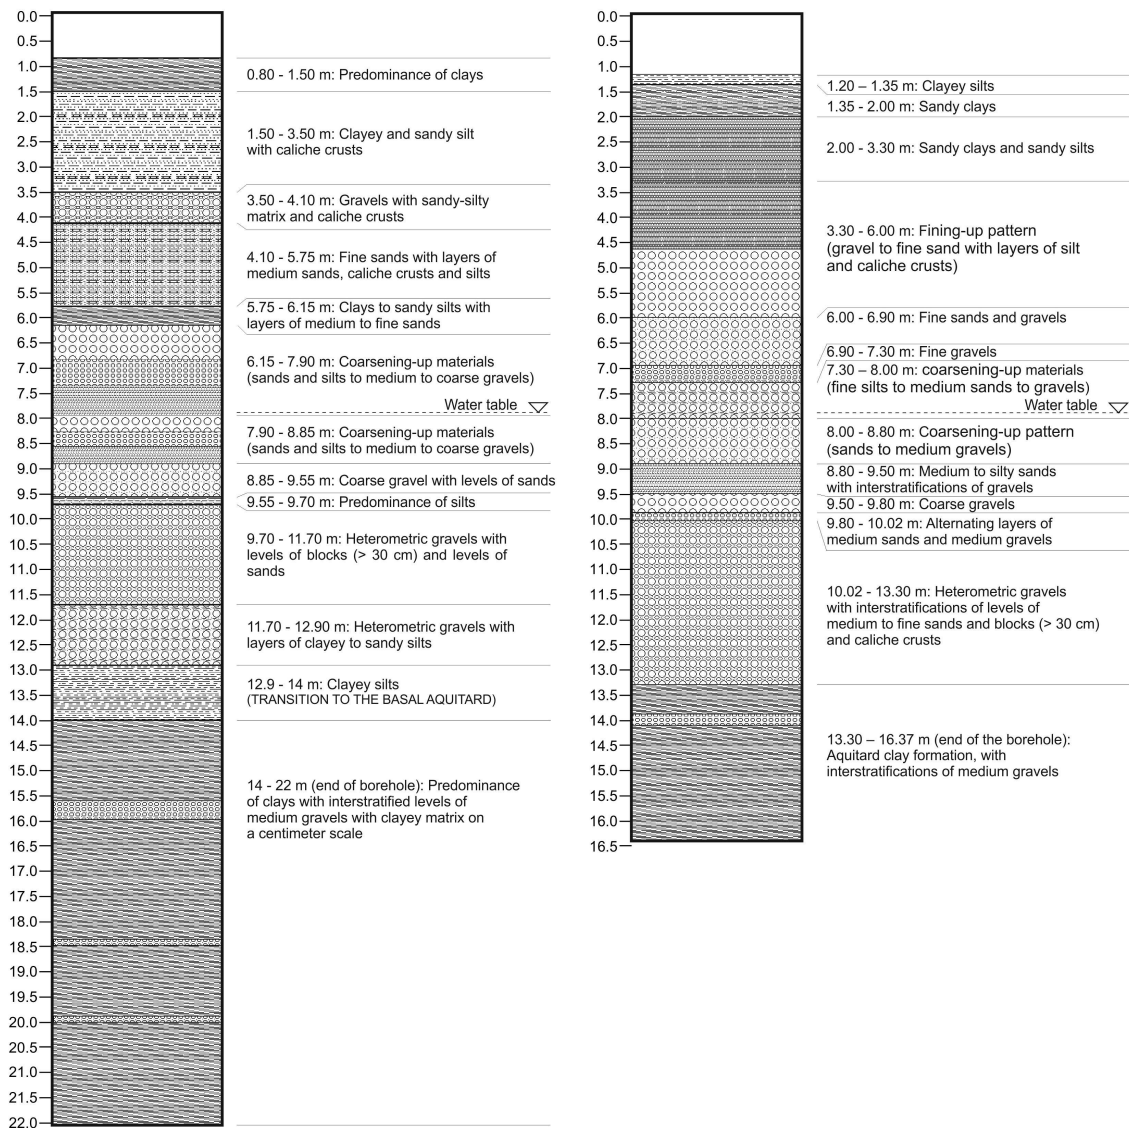 0.0
0.5
1.0
1.5
2.0
2.5
3.0
3.5
4.0
4.5
5.0
5.5
6.0
6.5
7.0
7.5
8.0
8.5
9.0
9.5
10.0
10.5
11.0
11.5
12.0
12.5
13.0
13.5
14.0
14.5
15.0
15.5
16.0
16.5
17.0
17.5
18.0
18.5
19.0
19.5
20.0
20.5
21.0
21.5
22.0
0.80 - 1.50 m: Predominance of clays
1.50 - 3.50 m: Clayey and sandy silt
with caliche crusts
3.50 - 4.10 m: Gravels with sandy-silty
matrix and caliche crusts
4.10 - 5.75 m: Fine sands with layers of
medium sands, caliche crusts and silts
5.75 - 6.15 m: Clays to sandy silts with
layers of medium to fine sands
6.15 - 7.90 m: Coarsening-up materials
(sands and silts to medium to coarse gravels)
Water table
7.90 - 8.85 m: Coarsening-up materials
(sands and silts to medium to coarse gravels)
8.85 - 9.55 m: Coarse gravel with levels of sands
9.55 - 9.70 m: Predominance of silts
9.70 - 11.70 m: Heterometric gravels with
levels of blocks (> 30 cm) and levels of
sands
11.70 - 12.90 m: Heterometric gravels with
layers of clayey to sandy silts
12.9 - 14 m: Clayey silts
(TRANSITION TO THE BASAL AQUITARD)
14 - 22 m (end of borehole): Predominance
of clays with interstratified levels of
medium gravels with clayey matrix on
a centimeter scale
0.0
0.5
1.0
1.5
2.0
2.5
3.0
3.5
4.0
4.5
5.0
5.5
6.0
6.5
7.0
7.5
8.0
8.5
9.0
9.5
10.0
10.5
11.0
11.5
12.0
12.5
13.0
13.5
14.0
14.5
15.0
15.5
16.0
16.5
1.20 – 1.35 m: Clayey silts
1.35 - 2.00 m: Sandy clays
2.00 - 3.30 m: Sandy clays and sandy silts
3.30 - 6.00 m: Fining-up pattern
(gravel to fine sand with layers of silt
and caliche crusts)
6.00 - 6.90 m: Fine sands and gravels
6.90 - 7.30 m: Fine gravels
7.30 – 8.00 m: coarsening-up materials
(fine silts to medium sands to gravels)
Water table
8.00 - 8.80 m: Coarsening-up pattern
(sands to medium gravels)
8.80 - 9.50 m: Medium to silty sands
with interstratifications of gravels
9.50 - 9.80 m: Coarse gravels
9.80 - 10.02 m: Alternating layers of
medium sands and medium gravels
10.02 - 13.30 m: Heterometric gravels
with interstratifications of levels of
medium to fine sands and blocks (> 30 cm)
and caliche crusts
13.30 – 16.37 m (end of the borehole):
Aquitard clay formation, with
interstratifications of medium gravels